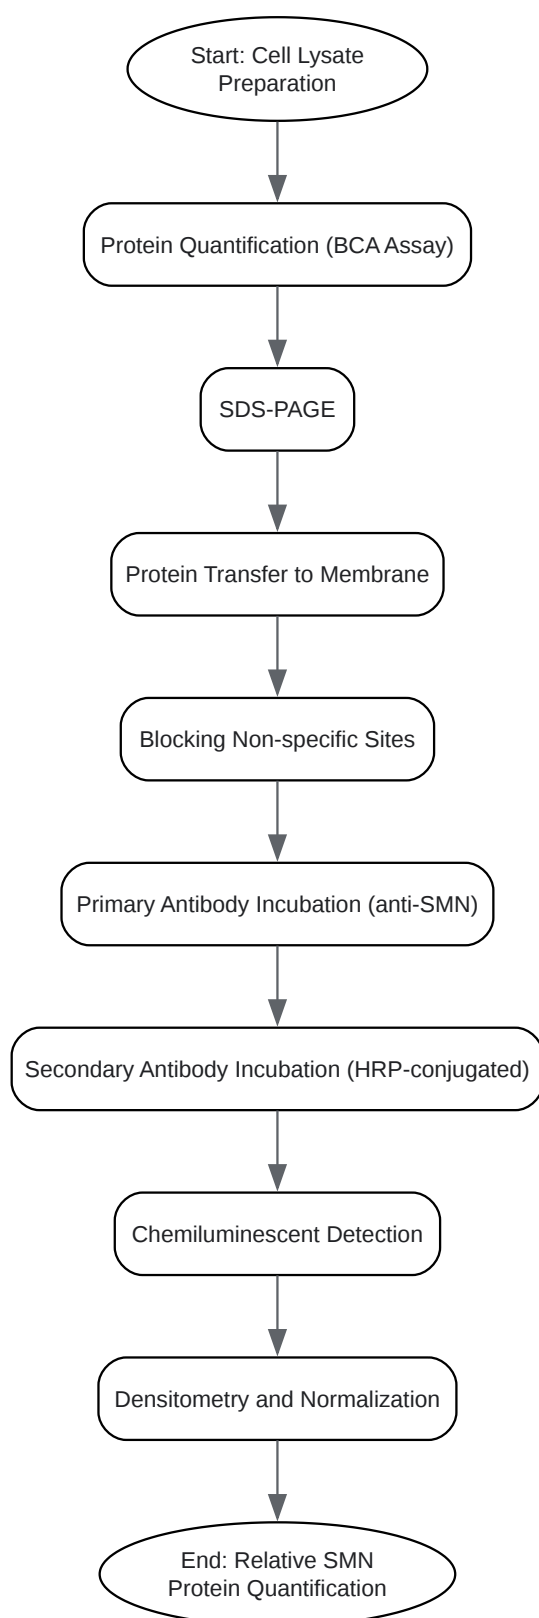 Start: Cell Lysate
Preparation
Protein Quantification (BCA Assay)
SDS-PAGE
Protein Transfer to Membrane
Blocking Non-specific Sites
Primary Antibody Incubation (anti-SMN)
Secondary Antibody Incubation (HRP-conjugated)
Chemiluminescent Detection
Densitometry and Normalization
End: Relative SMN
Protein Quantification